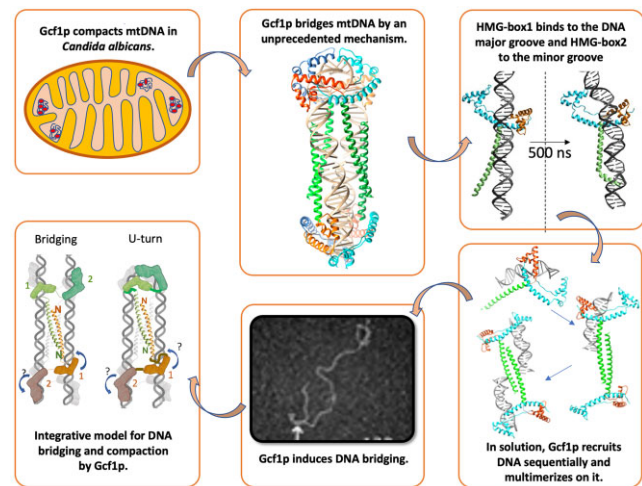 Gcf1p compacts mtDNA in
Candida albicans.
Gcf1p bridges mtDNA by an
unprecedented mechanism.
HMG-box1 binds to the DNA
major groove and HMG-box2
to the minor groove
500 ns
In solution, Gcf1p recruits
DNA sequentially and
multimerizes on it.
Gcf1p induces DNA bridging.
Bridging
U-turn
1
2
N
N
N
N
?
2
1
?
?
2
1
?
Integrative model for DNA
bridging and compaction
by Gcf1p.